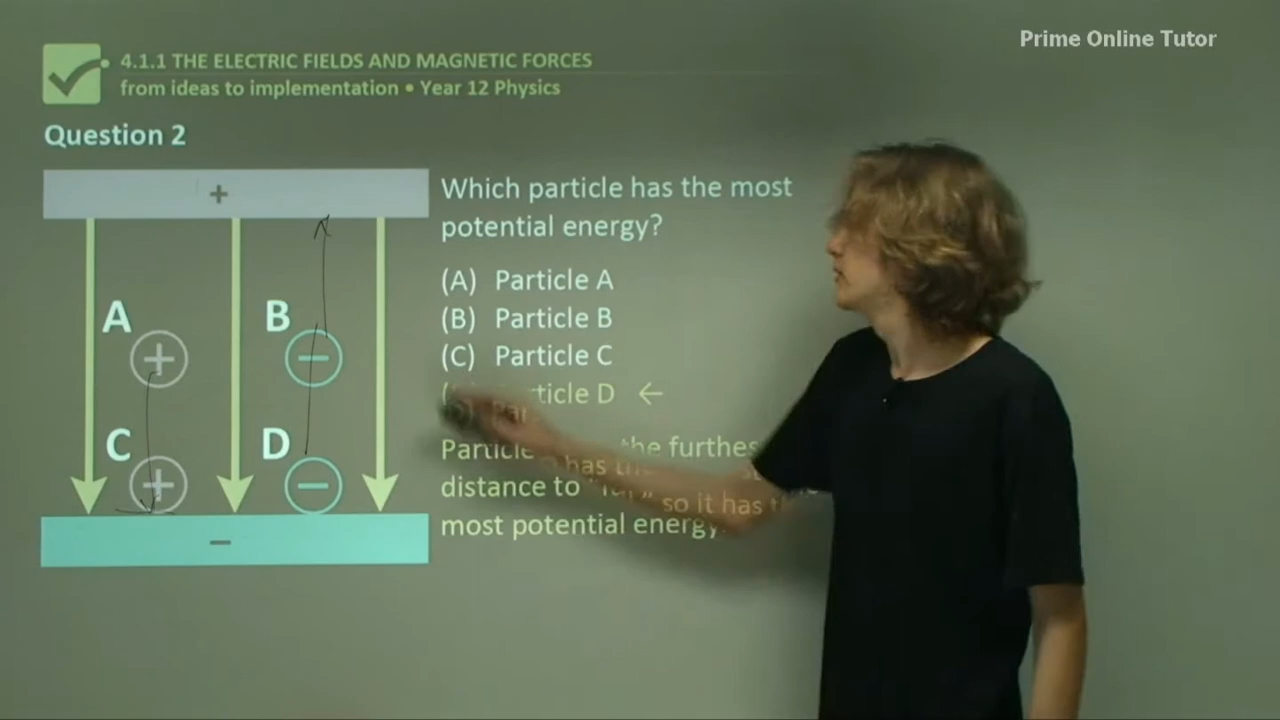 Prime Online Tutor
4.1.1 THE ELECTRIC FIELDS AND MAGNETIC FORCES
from ideas to implementation • Year 12 Physics
Question 2
+
Which particle has the most
potential energy?
(A) Particle A
(B) Particle B
(C) Particle C
Particle D ←
A
+
B
−
C
+
D
−
Particle the furthes
has
distance to so it has
most potential energy
−